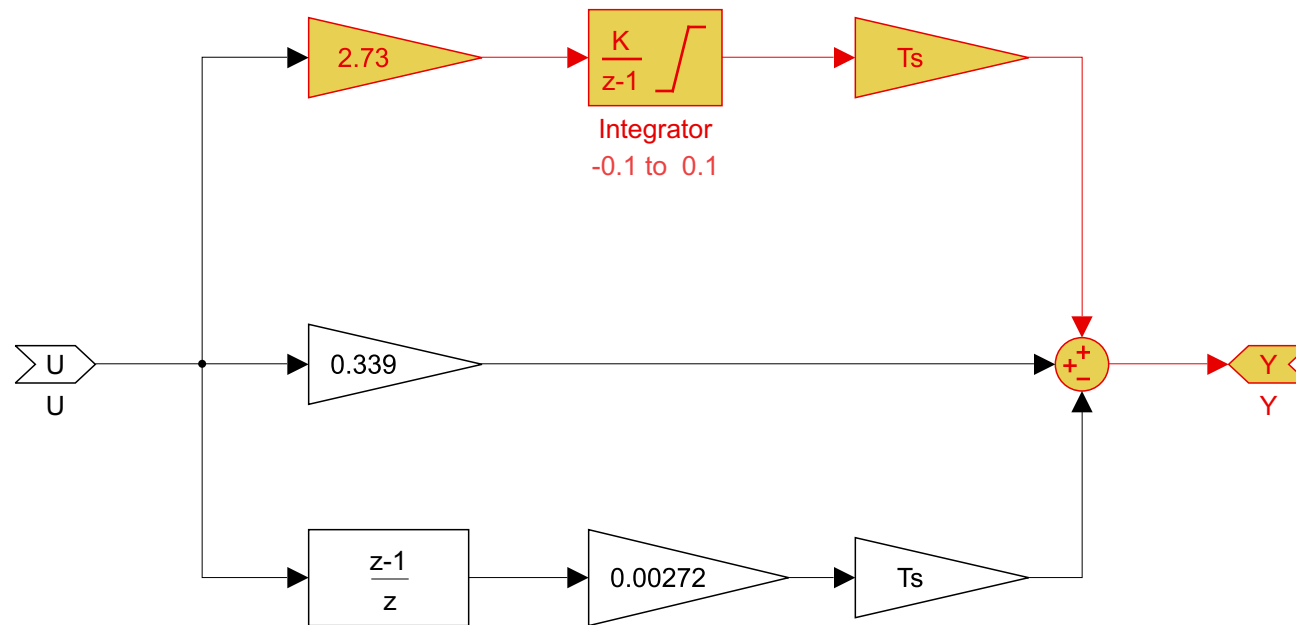 2.73
K
z-1
Ts
Integrator
-0.1 to  0.1
U
U
0.339
+
+
−
Y
Y
z-1
z
0.00272
Ts